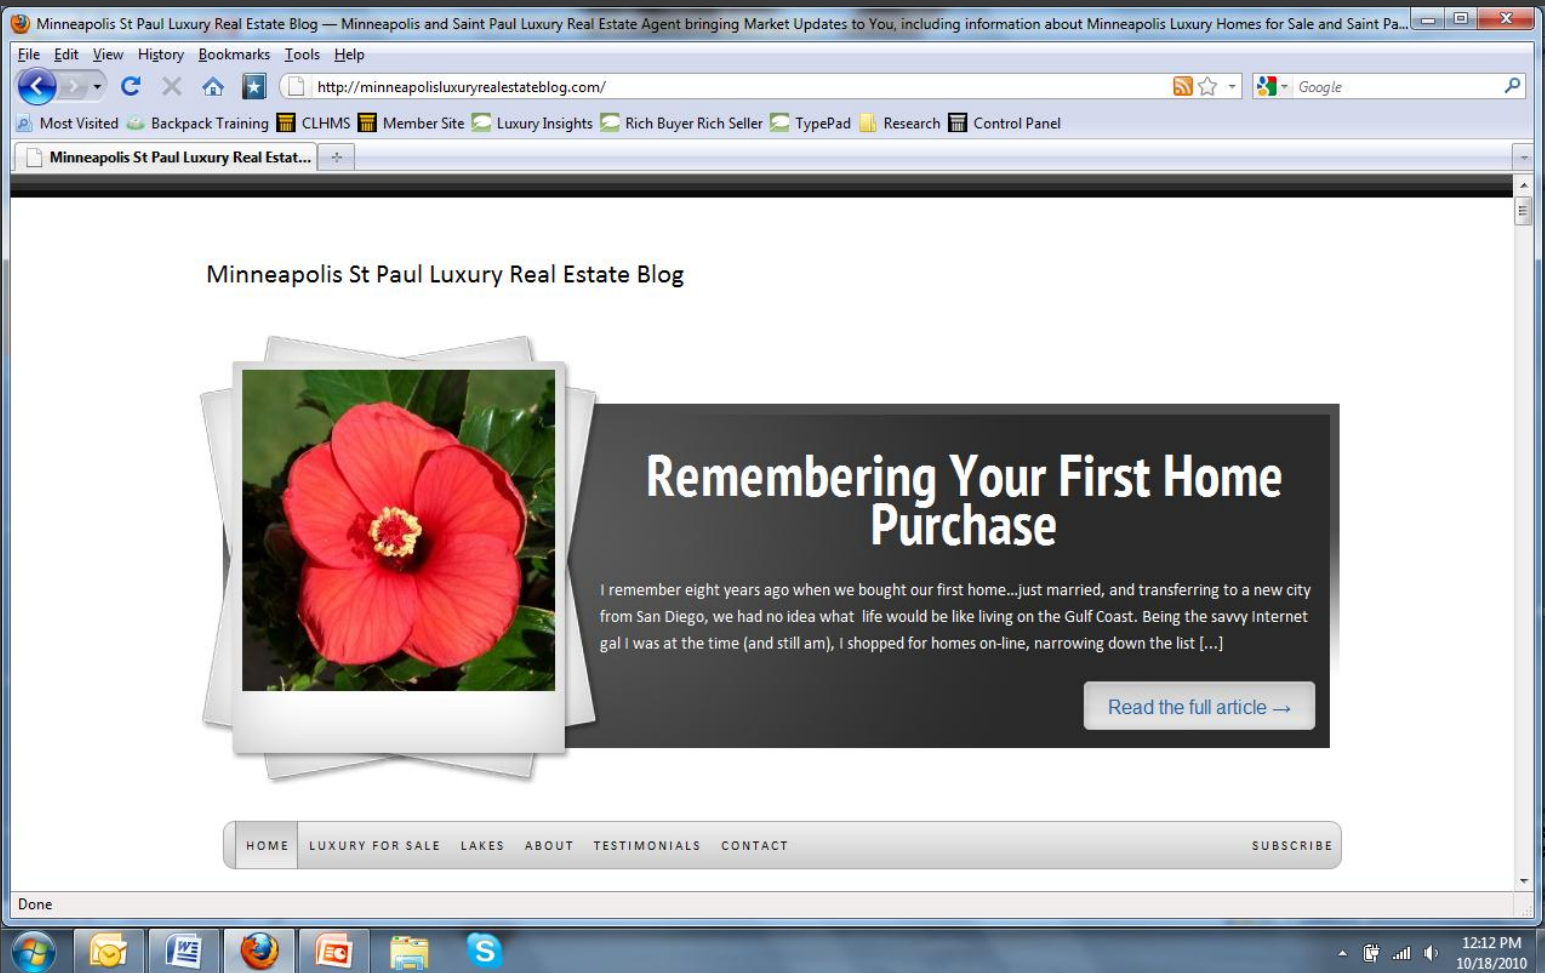 Minneapolis St Paul Luxury Real Estate Blog — Minneapolis and Saint Paul Luxury Real Estate Agent bringing Market Updates to You, including information about Minneapolis Luxury Homes for Sale and Saint Pa...
File Edit View History Bookmarks Tools Help
http://minneapolisluxuryrealestateblog.com/
Google
Most Visited Backpack Training CLHMS Member Site Luxury Insights Rich Buyer Rich Seller TypePad Research Control Panel
Minneapolis St Paul Luxury Real Estat...
Minneapolis St Paul Luxury Real Estate Blog
Remembering Your First Home
Purchase
I remember eight years ago when we bought our first home…just married, and transferring to a new city
from San Diego, we had no idea what life would be like living on the Gulf Coast. Being the savvy Internet
gal I was at the time (and still am), I shopped for homes on-line, narrowing down the list […]
Read the full article →
HOME LUXURY FOR SALE LAKES ABOUT TESTIMONIALS CONTACT SUBSCRIBE
Done
12:12 PM
10/18/2010